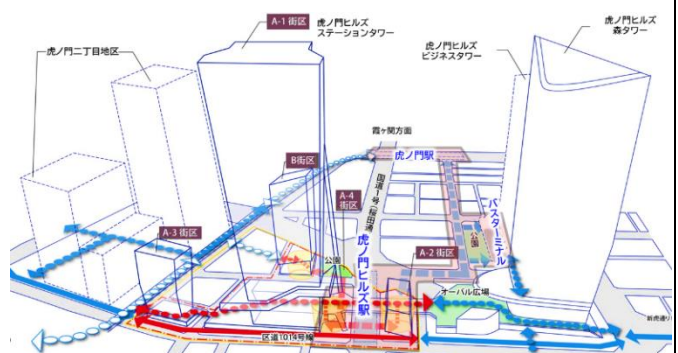 A-1 街区
虎ノ門ヒルズ
ステーションタワー
虎ノ門二丁目地区
虎ノ門ヒルズ
ビジネスタワー
虎ノ門ヒルズ
森タワー
霞ヶ関方面
虎ノ門駅
B街区
国道1号(桜田通
A-4
街区
A-3 街区
公園
虎ノ門ヒルズ駅
A-2 街区
公園
バスターミナル
オーバル広場
新虎通り
区道1014号線